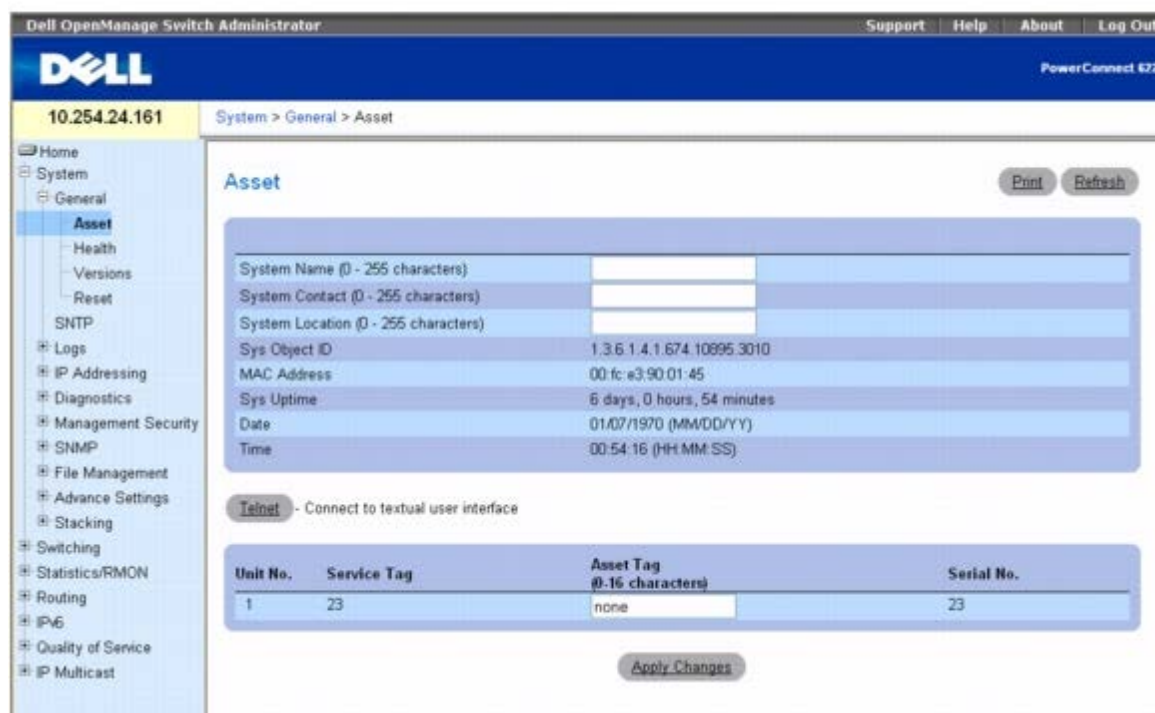 Dell OpenManage Switch Administrator
Support Help About Log Out
DELL
PowerConnect 622
10.254.24.161
System > General > Asset
Home
System
General
Asset
Health
Versions
Reset
SNTP
Logs
IP Addressing
Diagnostics
Management Security
SNMP
File Management
Advance Settings
Stacking
Switching
Statistics/RMON
Routing
IPv6
Quality of Service
IP Multicast
Asset
Print Refresh
System Name (0 - 255 characters)
System Contact (0 - 255 characters)
System Location (0 - 255 characters)
Sys Object ID 1.3.6.1.4.1.674.10895.3010
MAC Address 00:fc:e3:90:01:45
Sys Uptime 6 days, 0 hours, 54 minutes
Date 01/07/1970 (MM/DD/YY)
Time 00:54:16 (HH:MM:SS)
Telnet - Connect to textual user interface
Unit No. Service Tag Asset Tag Serial No.
(0-16 characters)
1 23 none 23
Apply Changes